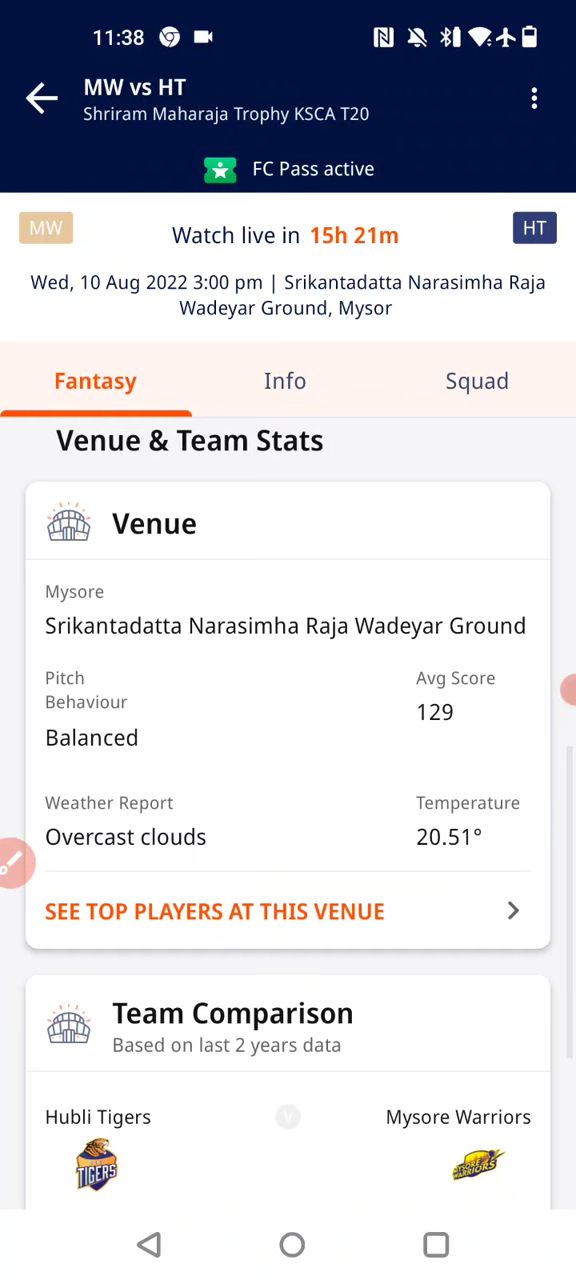 11:38
MW vs HT
Shriram Maharaja Trophy KSCA T20
FC Pass active
MW
Watch live in 15h 21m
HT
Wed, 10 Aug 2022 3:00 pm | Srikantadatta Narasimha Raja
Wadeyar Ground, Mysor
Fantasy
Info
Squad
Venue & Team Stats
Venue
Mysore
Srikantadatta Narasimha Raja Wadeyar Ground
Pitch
Behaviour
Balanced
Avg Score
129
Weather Report
Overcast clouds
Temperature
20.51°
SEE TOP PLAYERS AT THIS VENUE
Team Comparison
Based on last 2 years data
Hubli Tigers
V
Mysore Warriors
TIGERS
MYSORE
WARRIORS